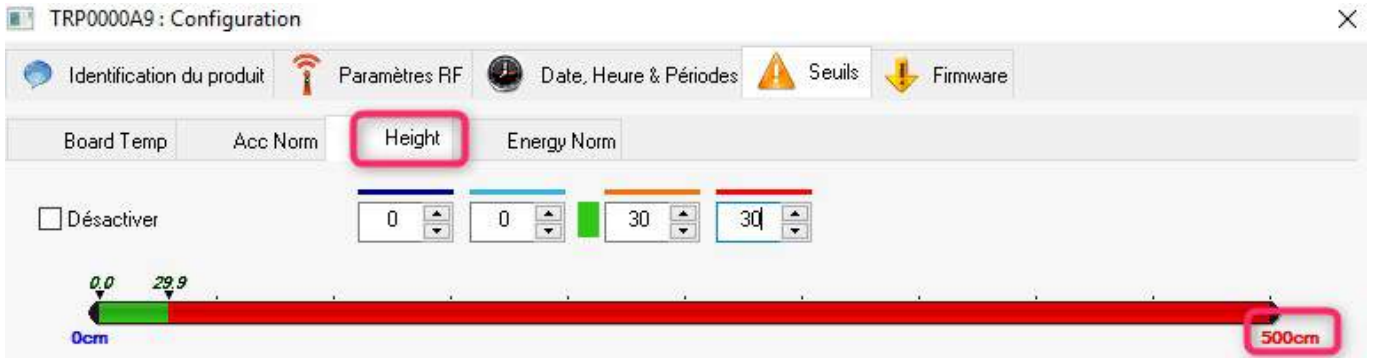 TRP0000A9 : Configuration
Identification du produit Paramètres RF Date, Heure & Périodes Seuils Firmware
Board Temp Acc Norm Height Energy Norm
Désactiver 0 0 30 30
0.0 29.9
0cm 500cm